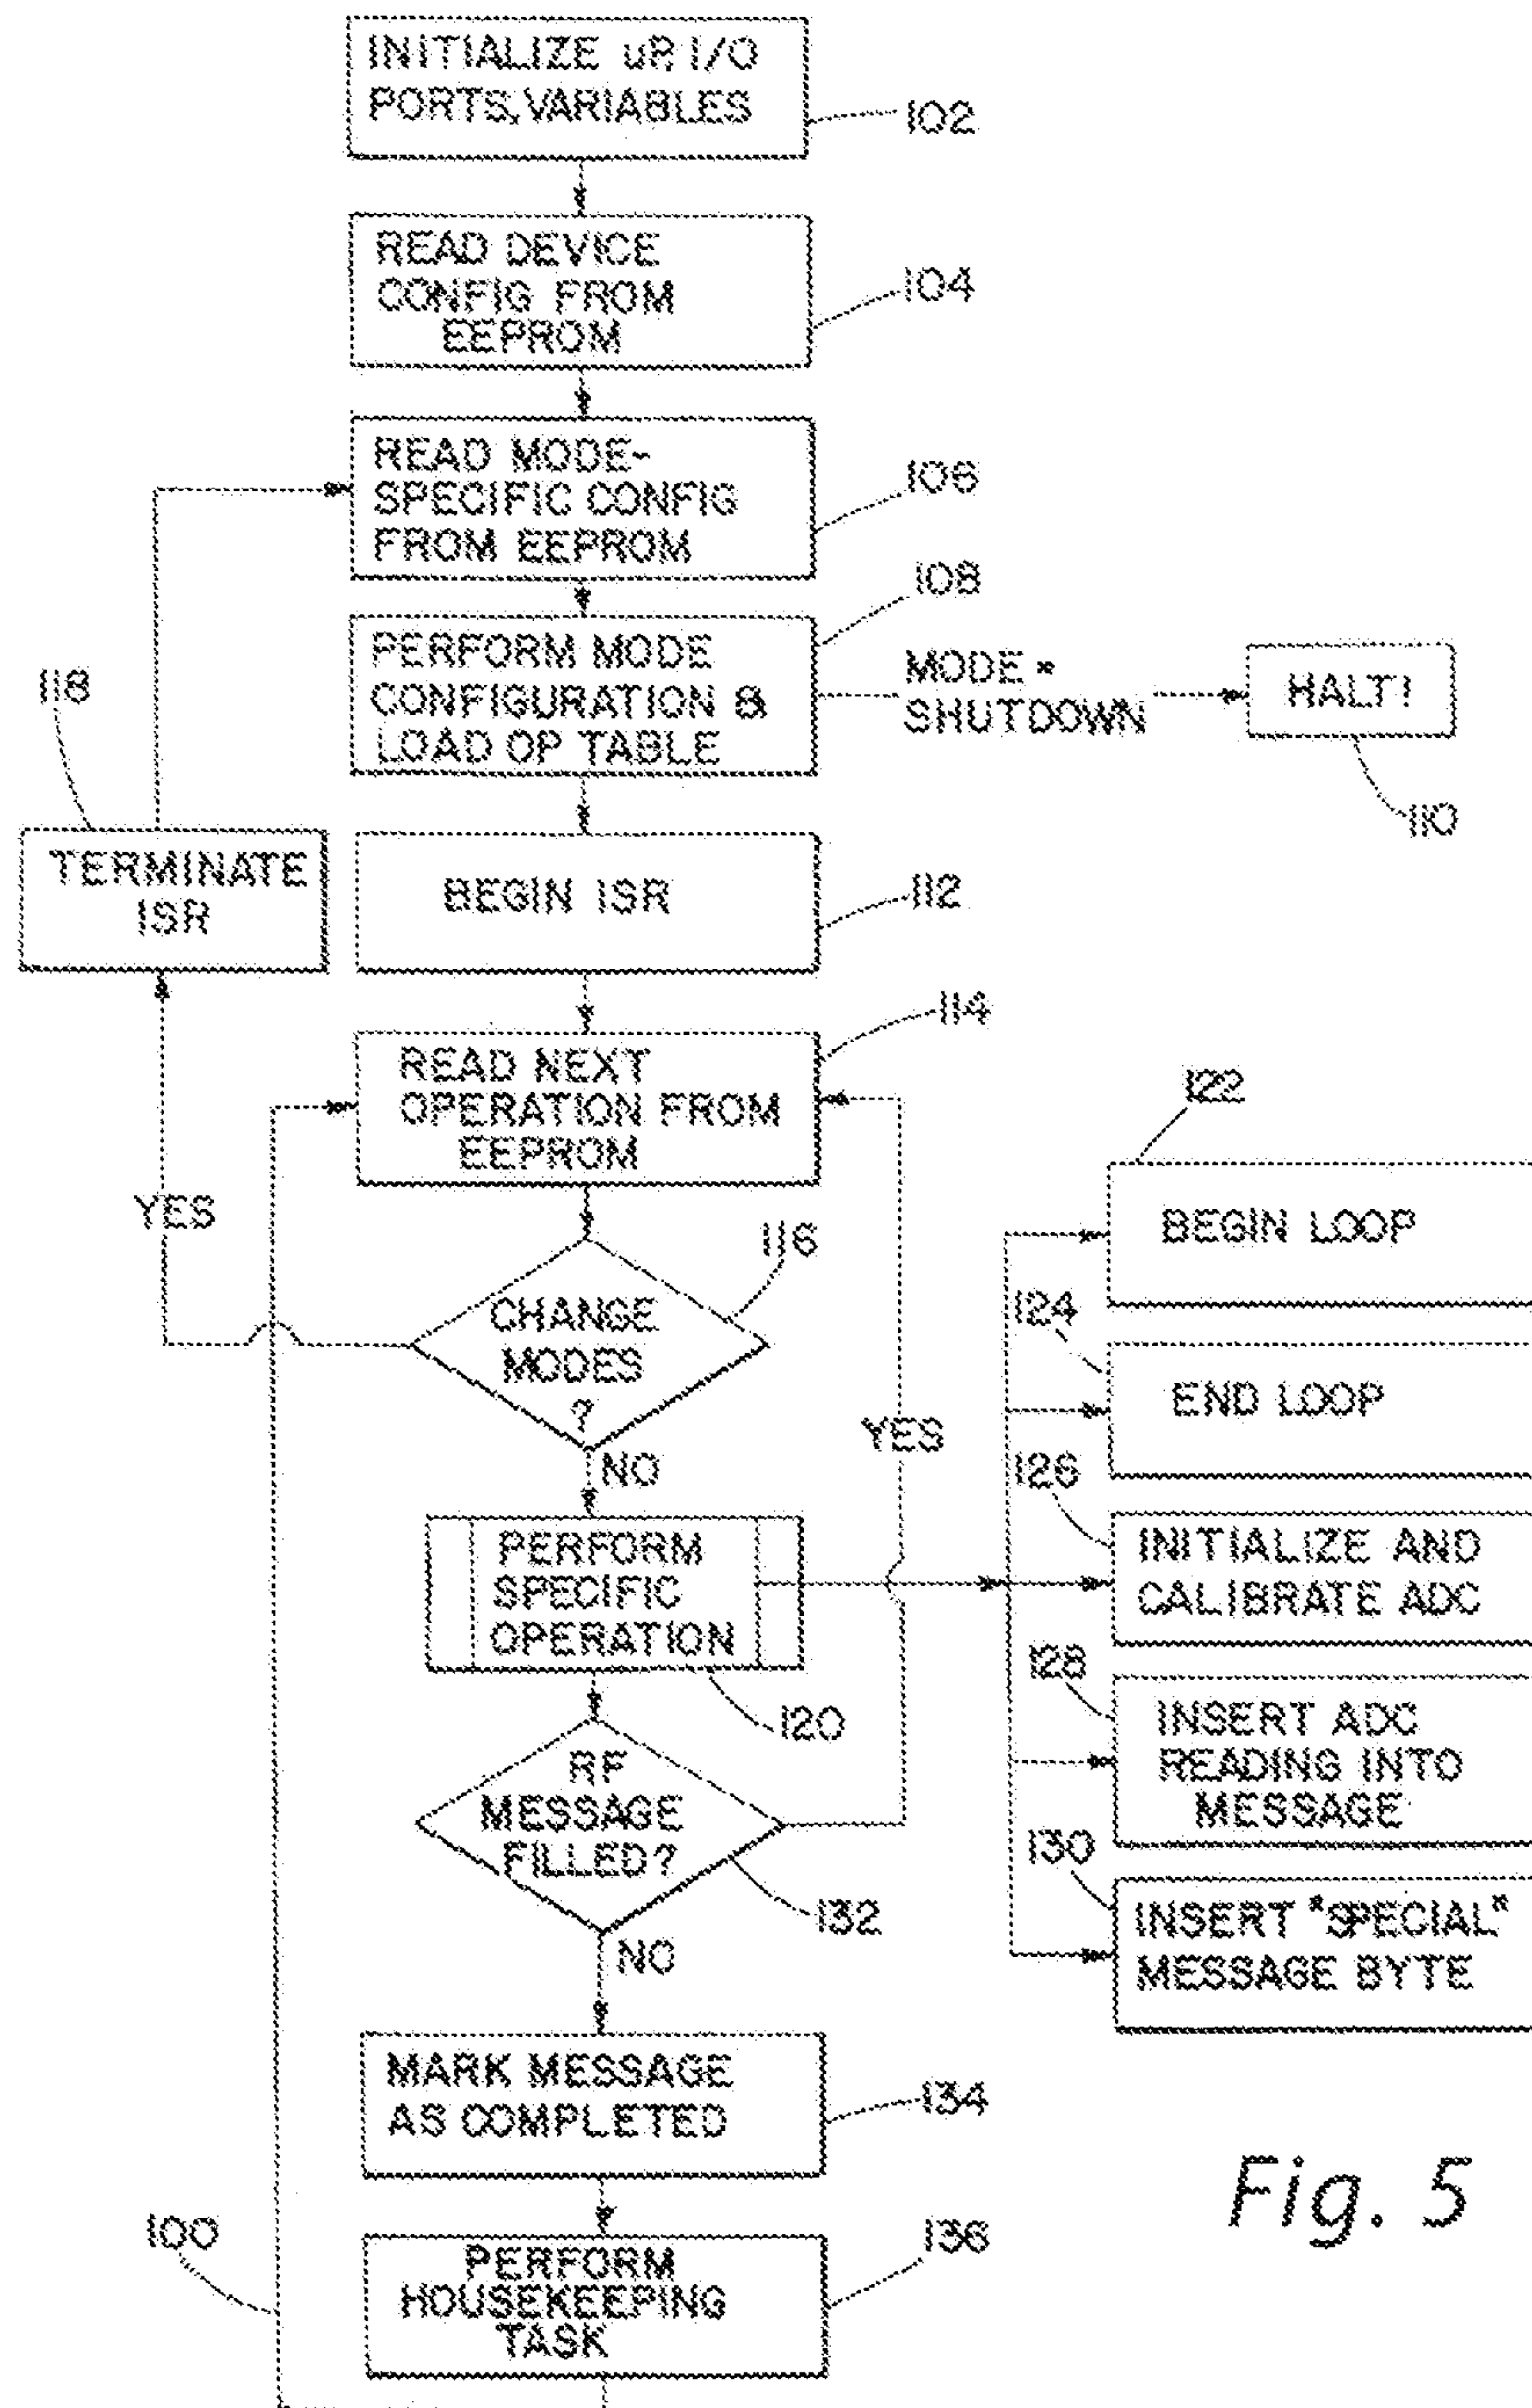 INITIALIZE uP, I/O
PORTS, VARIABLES
102
READ DEVICE
CONFIG FROM
EEPROM
104
READ MODE-
SPECIFIC CONFIG
FROM EEPROM
106
PERFORM MODE
CONFIGURATION &
LOAD OP TABLE
108
MODE =
SHUTDOWN
HALT!
110
118
TERMINATE
ISR
BEGIN ISR
112
READ NEXT
OPERATION FROM
EEPROM
114
YES
CHANGE
MODES
?
116
NO
YES
PERFORM
SPECIFIC
OPERATION
120
122
BEGIN LOOP
124
END LOOP
126
INITIALIZE AND
CALIBRATE ADC
128
INSERT ADC
READING INTO
MESSAGE
130
INSERT "SPECIAL"
MESSAGE BYTE
RF
MESSAGE
FILLED?
132
NO
MARK MESSAGE
AS COMPLETED
134
100
PERFORM
HOUSEKEEPING
TASK
136
Fig. 5